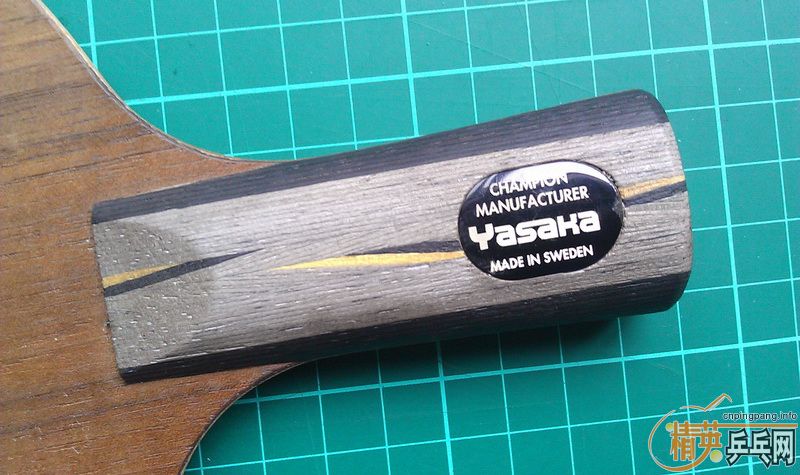 CHAMPION
MANUFACTURER
Yasaka
MADE IN SWEDEN
cnpingpang.info
精英乒乓网